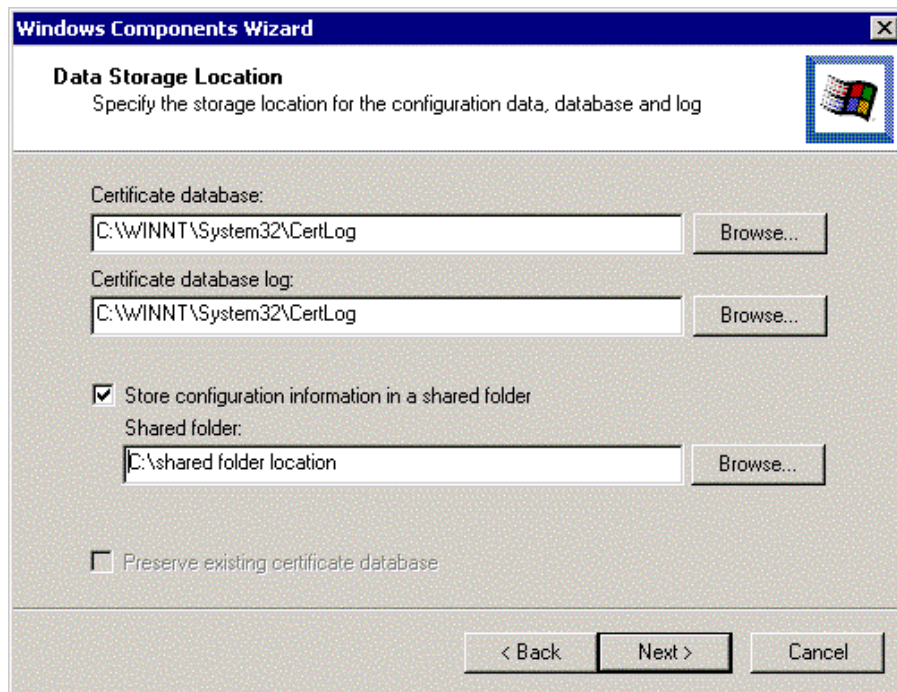 Windows Components Wizard
Data Storage Location
Specify the storage location for the configuration data, database and log
Certificate database:
C:\WINNT\System32\CertLog
Browse...
Certificate database log:
C:\WINNT\System32\CertLog
Browse...
Store configuration information in a shared folder
Shared folder:
C:\shared folder location
Browse...
Preserve existing certificate database
< Back
Next >
Cancel